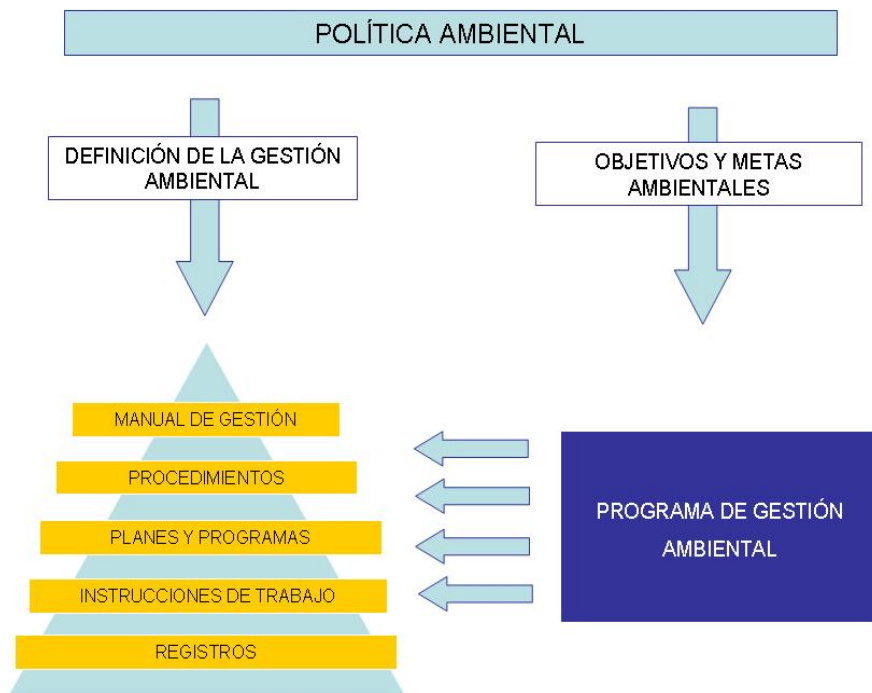 POLÍTICA AMBIENTAL
DEFINICIÓN DE LA GESTIÓN
AMBIENTAL
OBJETIVOS Y METAS
AMBIENTALES
MANUAL DE GESTIÓN
PROCEDIMIENTOS
PLANES Y PROGRAMAS
INSTRUCCIONES DE TRABAJO
REGISTROS
PROGRAMA DE GESTIÓN
AMBIENTAL